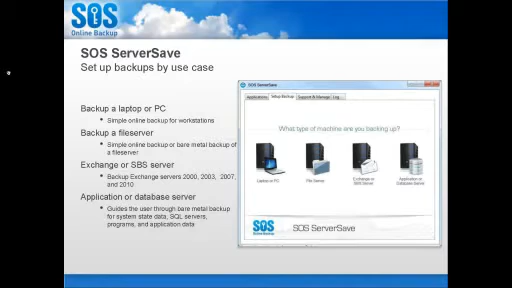 SOS
Online Backup
SOS ServerSave
Set up backups by use case
Backup a laptop or PC
• Simple online backup for workstations
Backup a fileserver
• Simple online backup or bare metal backup of
a fileserver
Exchange or SBS server
• Backup Exchange servers 2000, 2003, 2007,
and 2010
Application or database server
• Guides the user through bare metal backup
for system state data, SQL servers,
programs, and application data
SOS ServerSave
Applications Setup Backup Support & Manage Log
What type of machine are you backing up?
Laptop or PC File Server Exchange or
SBS Server Application or
Database Server
SOS
Online Backup
SOS ServerSave